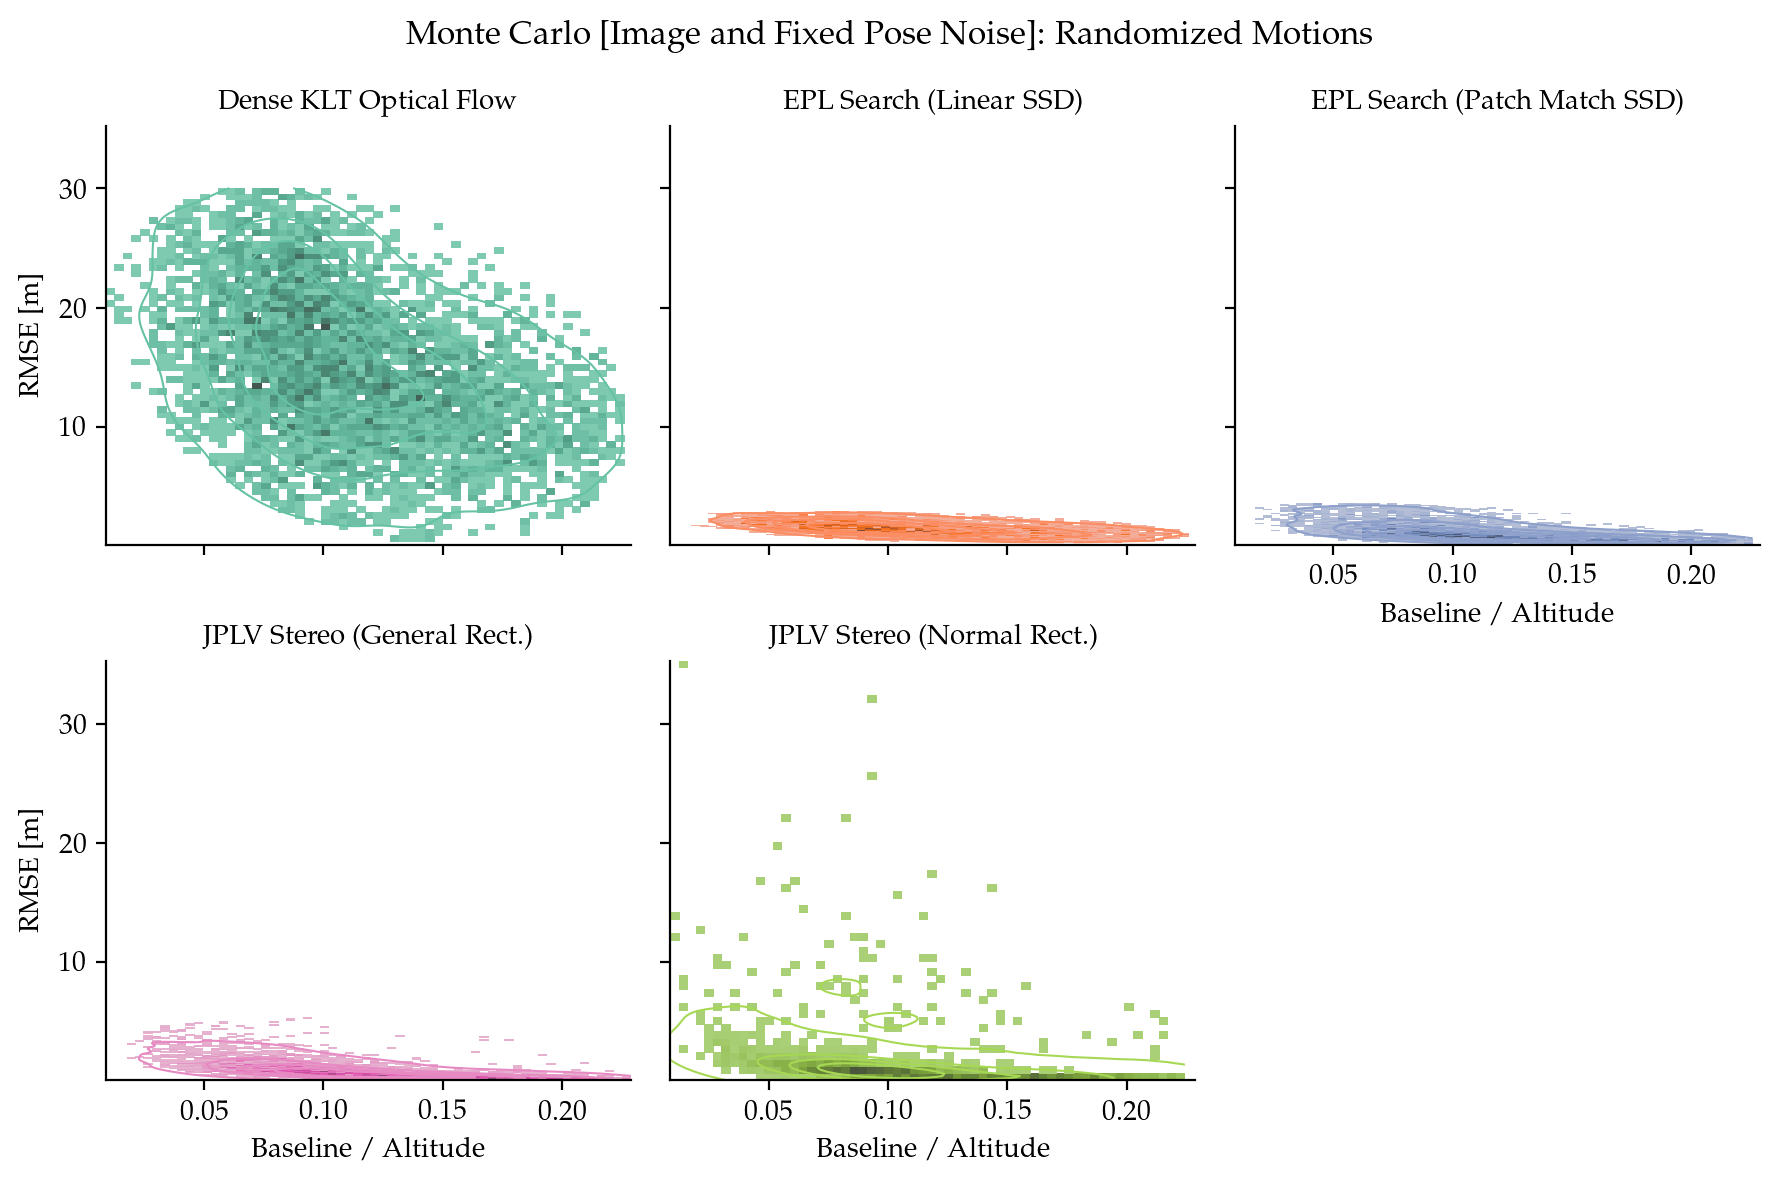 Monte Carlo [Image and Fixed Pose Noise]: Randomized Motions
Dense KLT Optical Flow
EPL Search (Linear SSD)
EPL Search (Patch Match SSD)
RMSE [m]
30
20
10
0.05 0.10 0.15 0.20
Baseline / Altitude
JPLV Stereo (General Rect.)
JPLV Stereo (Normal Rect.)
RMSE [m]
30
20
10
0.05 0.10 0.15 0.20
Baseline / Altitude
0.05 0.10 0.15 0.20
Baseline / Altitude